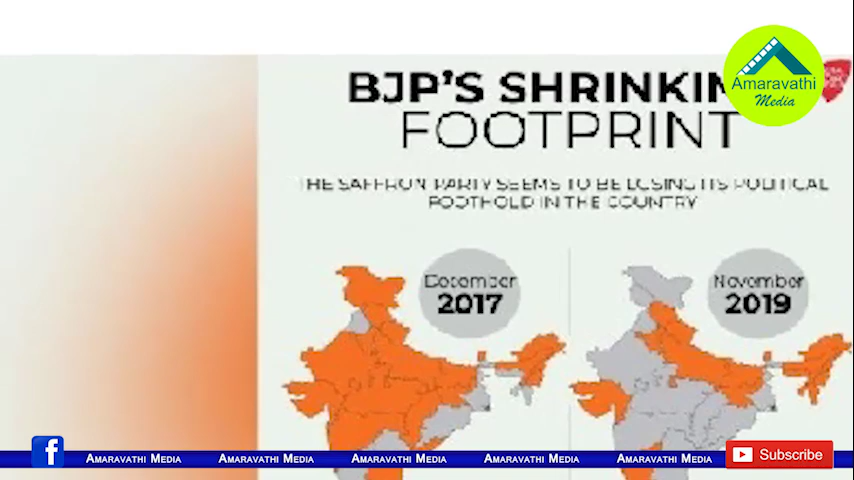 BJP'S SHRINKIN
FOOTPRINT
THE SAFFRON PARTY SEEMS TO BE LOSING ITS POLITICAL
FOOTHOLD IN THE COUNTRY
December
2017
November
2019
Amaravathi
Media
f
AMARAVATHI MEDIA
AMARAVATHI MEDIA
AMARAVATHI MEDIA
AMARAVATHI MEDIA
AMARAVATHI MEDIA
Subscribe